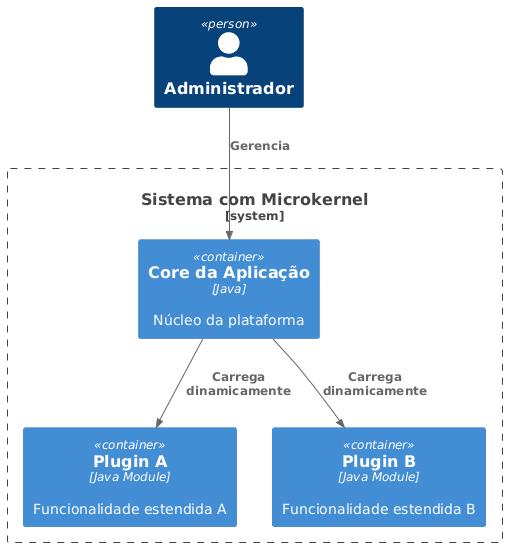 «person»
Administrador
Gerencia
Sistema com Microkernel
[system]
«container»
Core da Aplicação
[Java]
Núcleo da plataforma
Carrega
dinamicamente
Carrega
dinamicamente
«container»
Plugin A
[Java Module]
Funcionalidade estendida A
«container»
Plugin B
[Java Module]
Funcionalidade estendida B